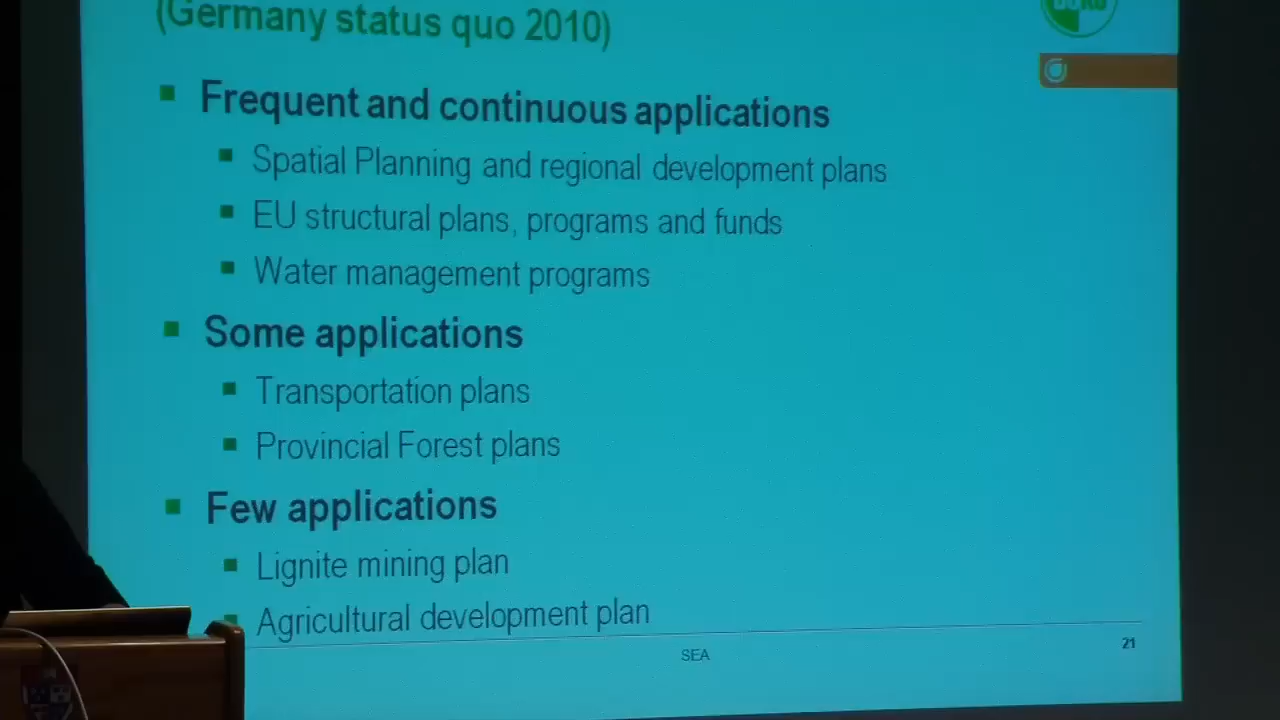 (Germany status quo 2010)
Frequent and continuous applications
Spatial Planning and regional development plans
EU structural plans, programs and funds
Water management programs
Some applications
Transportation plans
Provincial Forest plans
Few applications
Lignite mining plan
Agricultural development plan
SEA
21